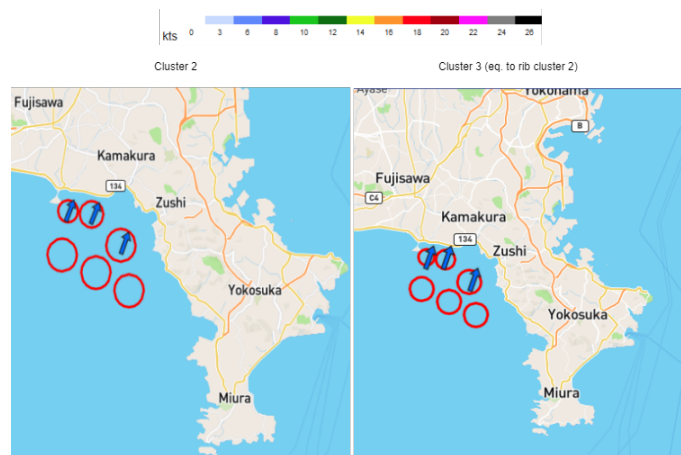 kts 0 3 6 8 10 12 14 16 18 20 22 24 26
Cluster 2
Cluster 3 (eq. to rib cluster 2)
Fujisawa
Kamakura
134
Zushi
Yokosuka
Miura
Ayase
Yokohama
B
Fujisawa
C4
Kamakura
134
Zushi
Yokosuka
Miura